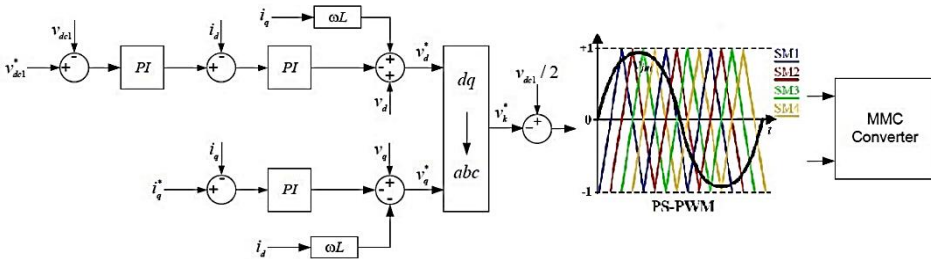 i_q
ωL
v_dc1
i_d
v*_dc1
PI
PI
v*_d
v_d
dq
abc
v_dc1 / 2
v*_k
i_q
v_q
i*_q
PI
v*_q
i_d
ωL
+1
0
-1
t
SM1
SM2
SM3
SM4
PS-PWM
MMC
Converter